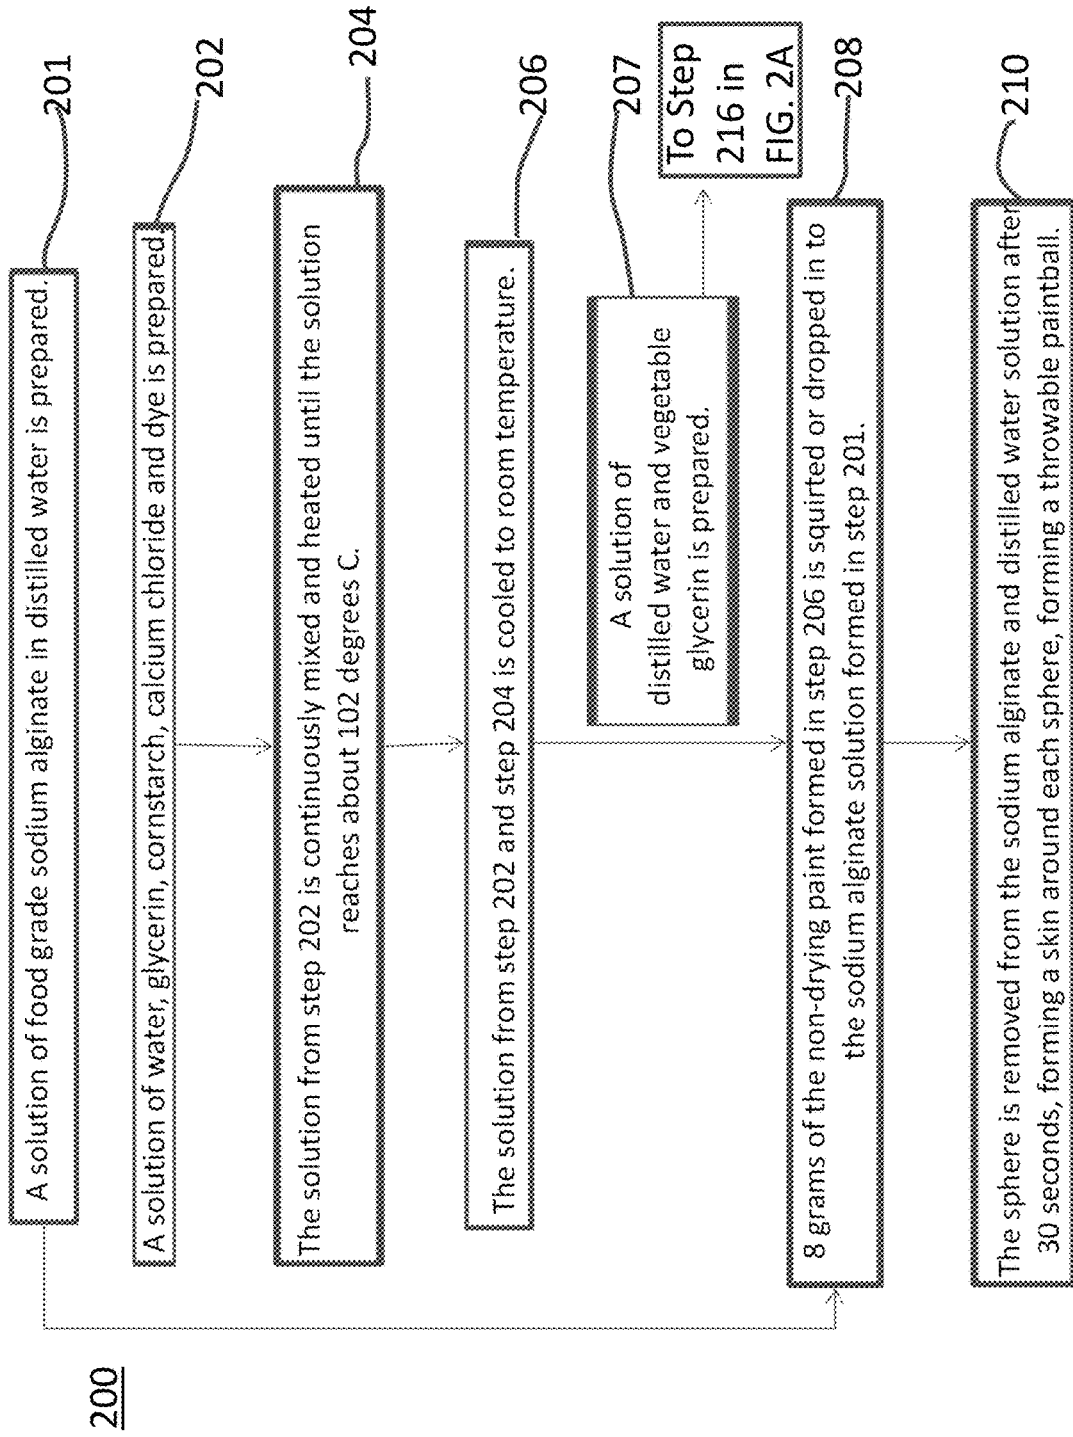 200
A solution of food grade sodium alginate in distilled water is prepared.
201
A solution of water, glycerin, cornstarch, calcium chloride and dye is prepared
202
The solution from step 202 is continuously mixed and heated until the solution
reaches about 102 degrees C.
204
The solution from step 202 and step 204 is cooled to room temperature.
206
A solution of
distilled water and vegetable
glycerin is prepared.
207
To Step
216 in
FIG. 2A
8 grams of the non-drying paint formed in step 206 is squirted or dropped in to
the sodium alginate solution formed in step 201.
208
The sphere is removed from the sodium alginate and distilled water solution after
30 seconds, forming a skin around each sphere, forming a throwable paintball.
210